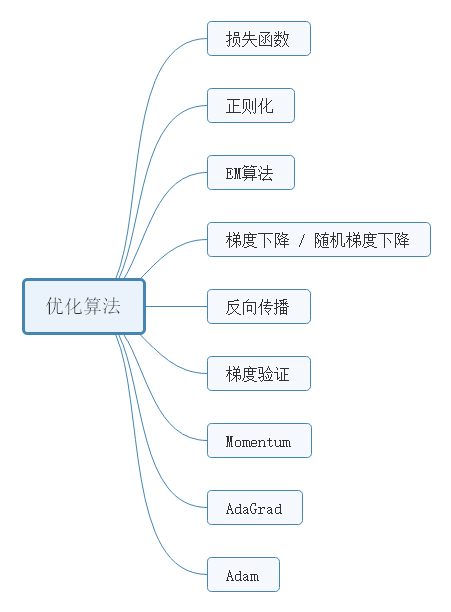 损失函数
正则化
EM算法
梯度下降 / 随机梯度下降
优化算法
反向传播
梯度验证
Momentum
AdaGrad
Adam